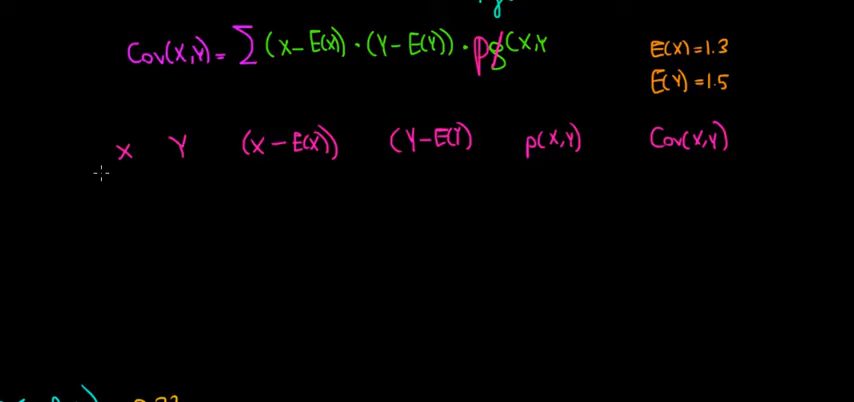 Cov(X,Y) = ∑ (X-E(X)) · (Y-E(Y)) · p(X,Y
E(X)=1.3
E(Y)=1.5
X Y (X-E(X)) (Y-E(Y) p(X,Y) Cov(X,Y)